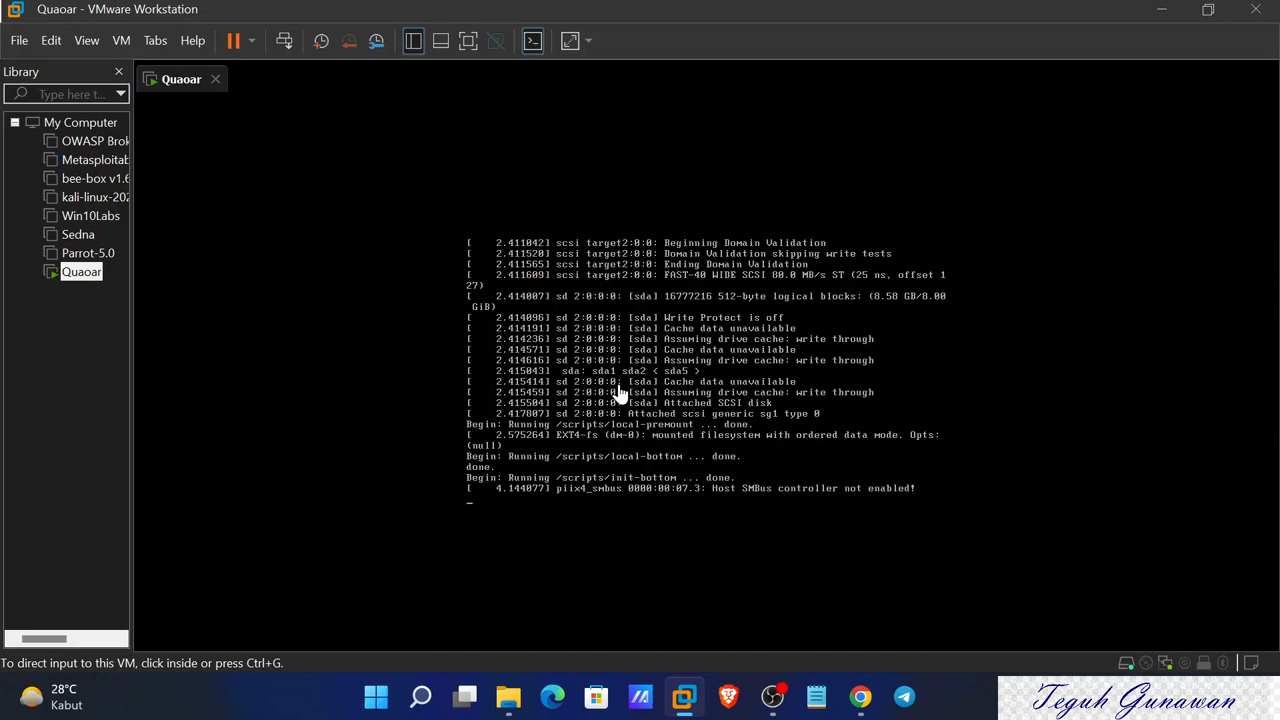 Quaoar - VMware Workstation
File Edit View VM Tabs Help
Library
Type here t...
My Computer
OWASP Brok
Metasploitab
bee-box v1.6
kali-linux-202
Win10Labs
Sedna
Parrot-5.0
Quaoar
Quaoar
[    2.411042] scsi target2:0:0: Beginning Domain Validation
[    2.411520] scsi target2:0:0: Domain Validation skipping write tests
[    2.411565] scsi target2:0:0: Ending Domain Validation
[    2.411609] scsi target2:0:0: FAST-40 WIDE SCSI 80.0 MB/s ST (25 ns, offset 1
27)
[    2.414007] sd 2:0:0:0: [sda] 16777216 512-byte logical blocks: (8.58 GB/8.00
GiB)
[    2.414096] sd 2:0:0:0: [sda] Write Protect is off
[    2.414191] sd 2:0:0:0: [sda] Cache data unavailable
[    2.414236] sd 2:0:0:0: [sda] Assuming drive cache: write through
[    2.414571] sd 2:0:0:0: [sda] Cache data unavailable
[    2.414616] sd 2:0:0:0: [sda] Assuming drive cache: write through
[    2.415043]  sda: sda1 sda2 < sda5 >
[    2.415414] sd 2:0:0:0: [sda] Cache data unavailable
[    2.415459] sd 2:0:0:0: [sda] Assuming drive cache: write through
[    2.415504] sd 2:0:0:0: [sda] Attached SCSI disk
[    2.417807] sd 2:0:0:0: Attached scsi generic sg1 type 0
Begin: Running /scripts/local-premount ... done.
[    2.575264] EXT4-fs (dm-0): mounted filesystem with ordered data mode. Opts:
(null)
Begin: Running /scripts/local-bottom ... done.
done.
Begin: Running /scripts/init-bottom ... done.
[    4.144077] piix4_smbus 0000:00:07.3: Host SMBus controller not enabled!
_
To direct input to this VM, click inside or press Ctrl+G.
28°C
Kabut
Teguh Gunawan